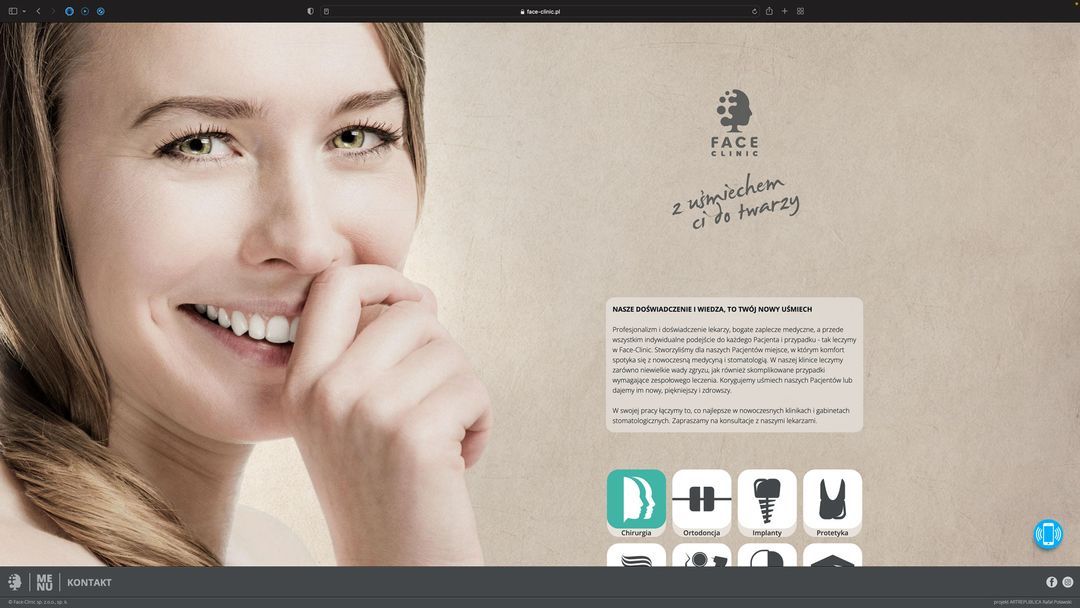 face-clinic.pl
FACE
CLINIC
z uśmiechem
ci do twarzy
NASZE DOŚWIADCZENIE I WIEDZA, TO TWÓJ NOWY UŚMIECH
Profesjonalizm i doświadczenie lekarzy, bogate zaplecze medyczne, a przede
wszystkim indywidualne podejście do każdego Pacjenta i przypadku - tak leczymy
w Face-Clinic. Stworzyliśmy dla naszych Pacjentów miejsce, w którym komfort
spotyka się z nowoczesną medycyną i stomatologią. W naszej klinice leczymy
zarówno niewielkie wady zgryzu, jak również skomplikowane przypadki
wymagające zespołowego leczenia. Korygujemy uśmiech naszych Pacjentów lub
dajemy im nowy, piękniejszy i zdrowszy.
W swojej pracy łączymy to, co najlepsze w nowoczesnych klinikach i gabinetach
stomatologicznych. Zapraszamy na konsultacje z naszymi lekarzami.
Chirurgia
Ortodoncja
Implanty
Protetyka
ME
NU
KONTAKT
© Face-Clinic sp. z o.o., sp. k.
projekt ARTREPUBLICA Rafał Poławski